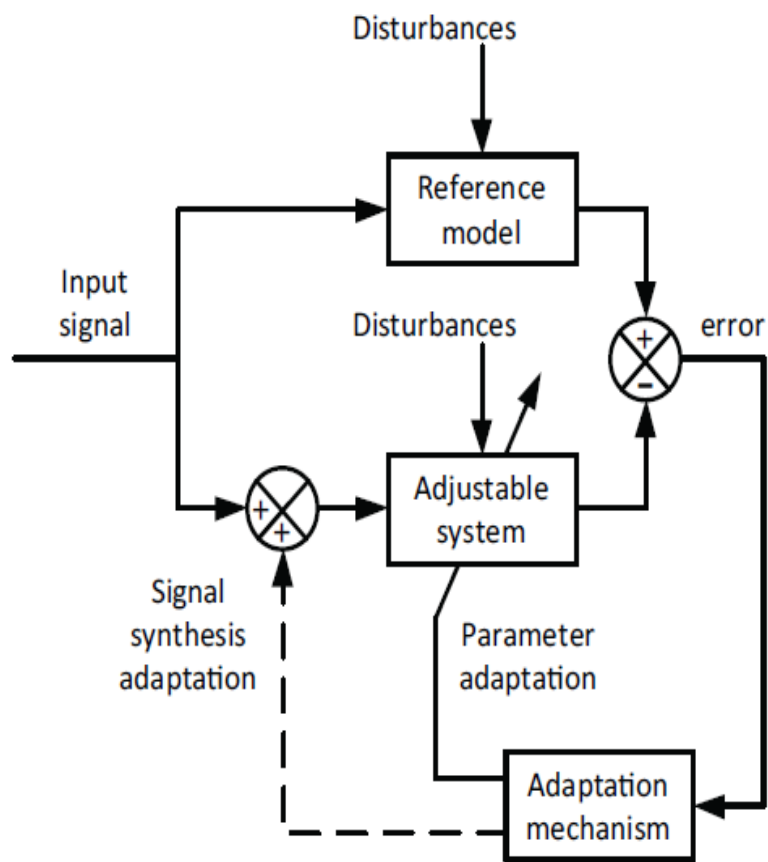 Disturbances
Reference
model
Input
signal
Disturbances
+
-
error
Adjustable
system
+
+
Signal
synthesis
adaptation
Parameter
adaptation
Adaptation
mechanism